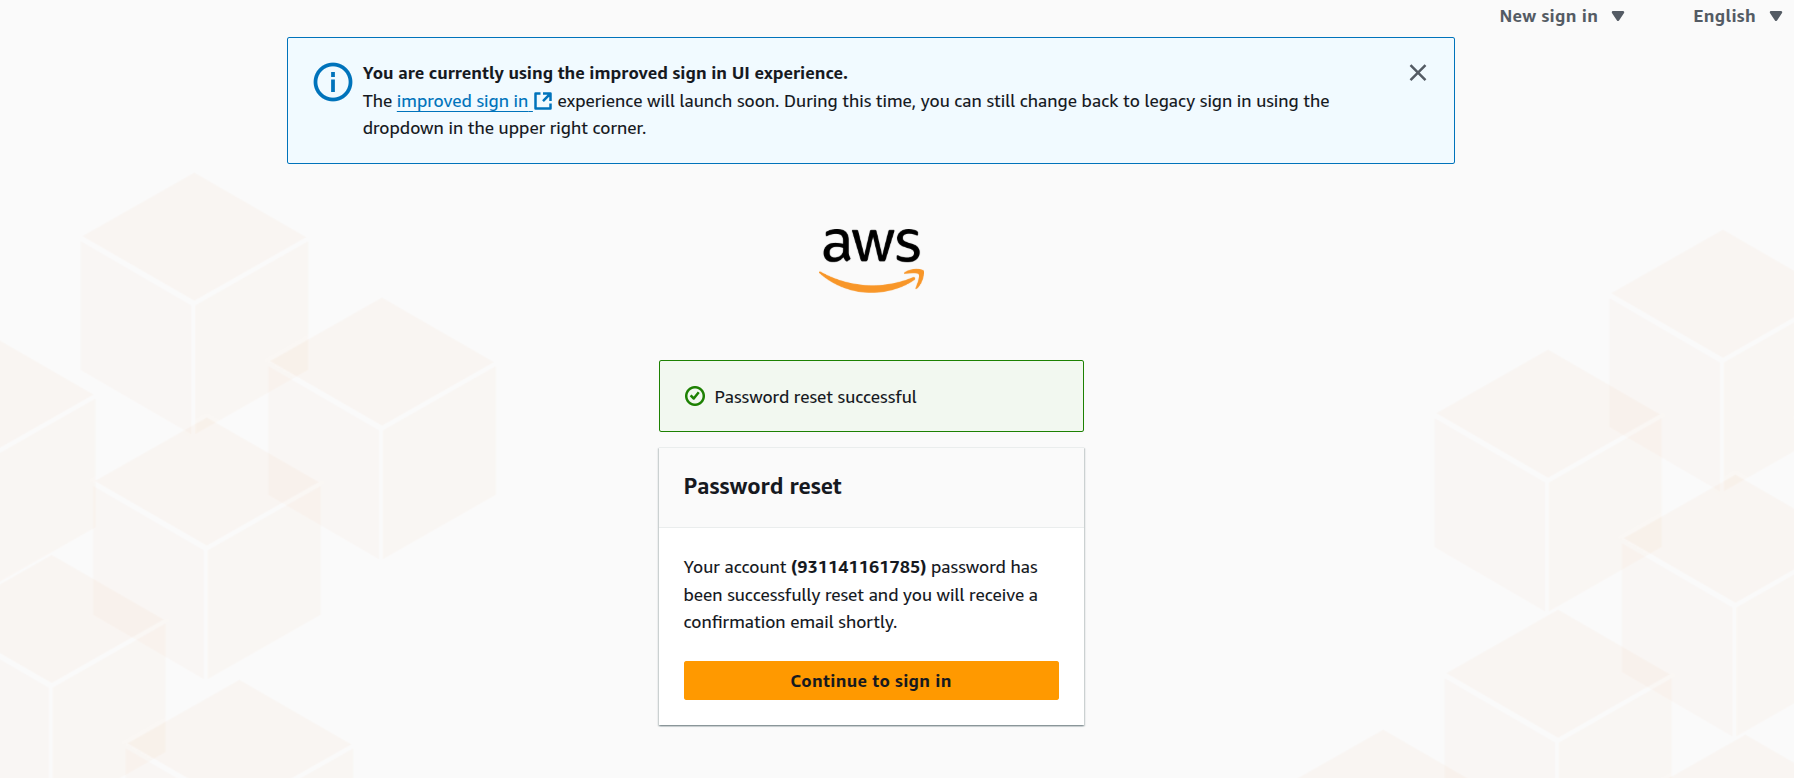 New sign in
English
You are currently using the improved sign in UI experience.
The improved sign in experience will launch soon. During this time, you can still change back to legacy sign in using the
dropdown in the upper right corner.
aws
Password reset successful
Password reset
Your account (931141161785) password has
been successfully reset and you will receive a
confirmation email shortly.
Continue to sign in